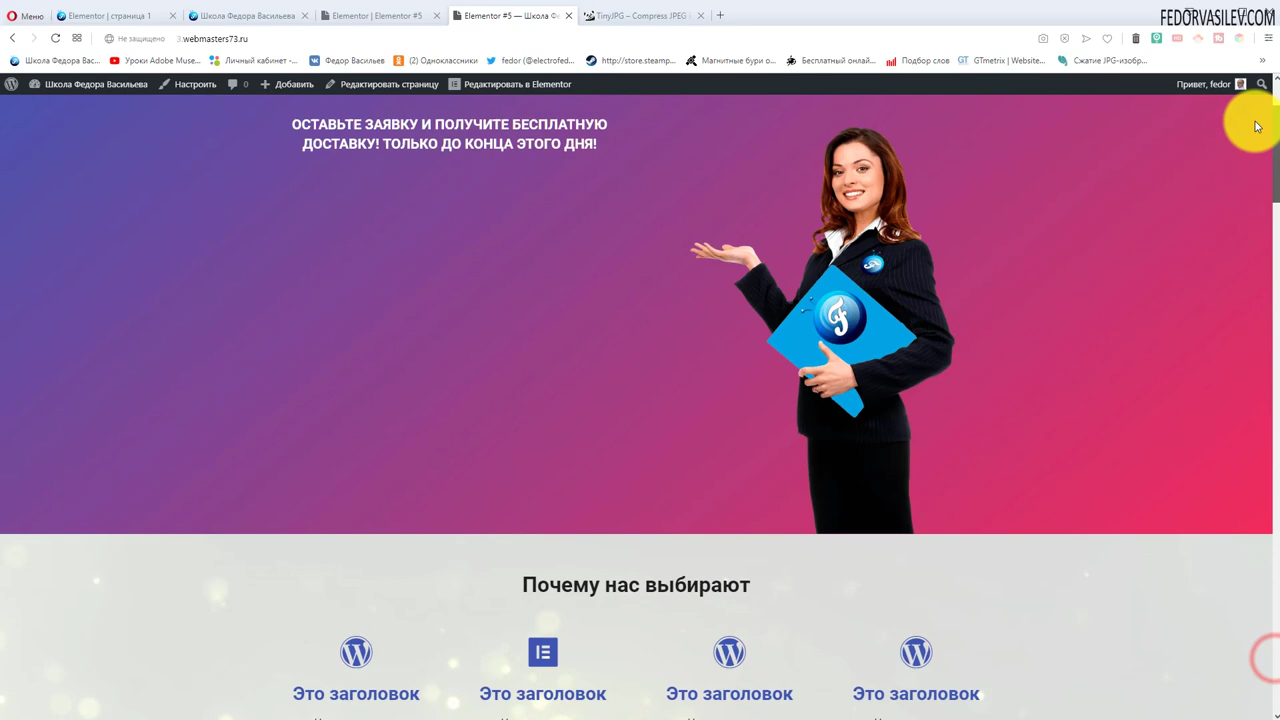 FEDORVASILEV.COM
Меню
Elementor | страница 1
Школа Федора Васильева
Elementor | Elementor #5
Elementor #5 — Школа Фе
TinyJPG – Compress JPEG
Не защищено
3.webmasters73.ru
Школа Федора Вас...
Уроки Adobe Muse...
Личный кабинет -...
Федор Васильев
(2) Одноклассники
fedor (@electrofed...
http://store.steamp...
Магнитные бури о...
Бесплатный онлай...
Подбор слов
GTmetrix | Website...
Сжатие JPG-изобр...
Школа Федора Васильева
Настроить
0
Добавить
Редактировать страницу
Редактировать в Elementor
Привет, fedor
ОСТАВЬТЕ ЗАЯВКУ И ПОЛУЧИТЕ БЕСПЛАТНУЮ
ДОСТАВКУ! ТОЛЬКО ДО КОНЦА ЭТОГО ДНЯ!
Почему нас выбирают
Это заголовок
Это заголовок
Это заголовок
Это заголовок